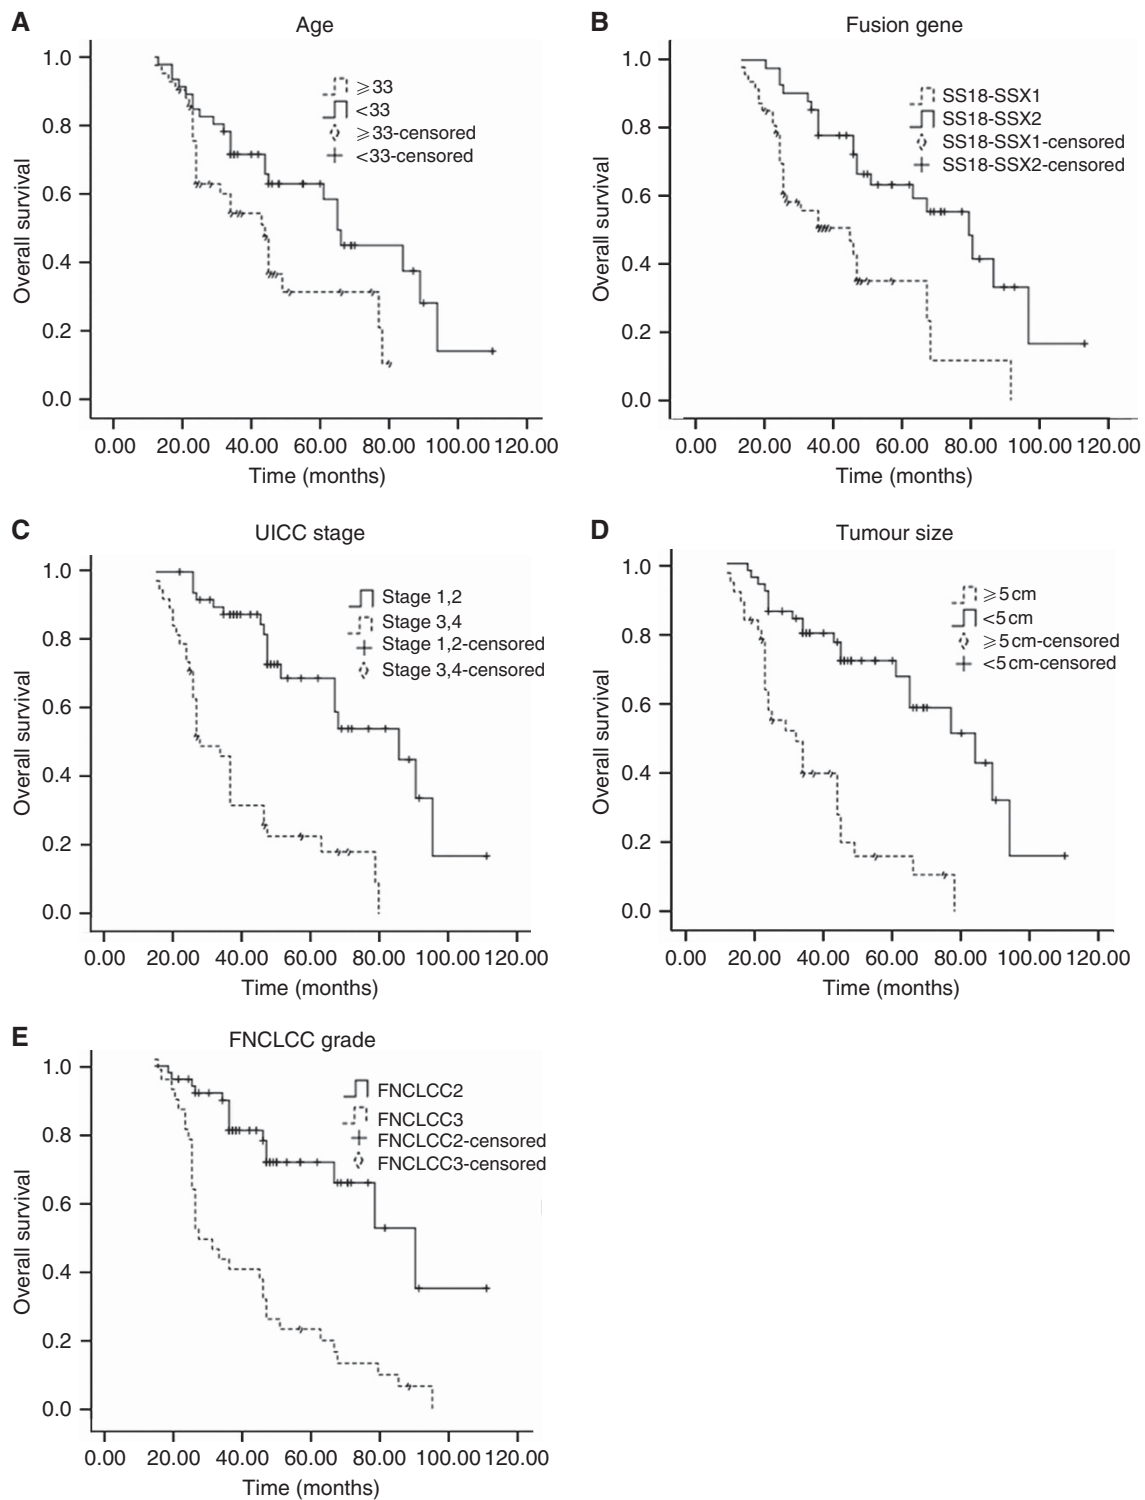 A
Age
1.0
0.8
0.6
0.4
0.2
0.0
Overall survival
⩾33
<33
⩾33-censored
<33-censored
0.00 20.00 40.00 60.00 80.00 100.00 120.00
Time (months)
B
Fusion gene
1.0
0.8
0.6
0.4
0.2
0.0
Overall survival
SS18-SSX1
SS18-SSX2
SS18-SSX1-censored
SS18-SSX2-censored
0.00 20.00 40.00 60.00 80.00 100.00 120.00
Time (months)
C
UICC stage
1.0
0.8
0.6
0.4
0.2
0.0
Overall survival
Stage 1,2
Stage 3,4
Stage 1,2-censored
Stage 3,4-censored
0.00 20.00 40.00 60.00 80.00 100.00 120.00
Time (months)
D
Tumour size
1.0
0.8
0.6
0.4
0.2
0.0
Overall survival
⩾5 cm
<5 cm
⩾5 cm-censored
<5 cm-censored
0.00 20.00 40.00 60.00 80.00 100.00 120.00
Time (months)
E
FNCLCC grade
1.0
0.8
0.6
0.4
0.2
0.0
Overall survival
FNCLCC2
FNCLCC3
FNCLCC2-censored
FNCLCC3-censored
0.00 20.00 40.00 60.00 80.00 100.00 120.00
Time (months)